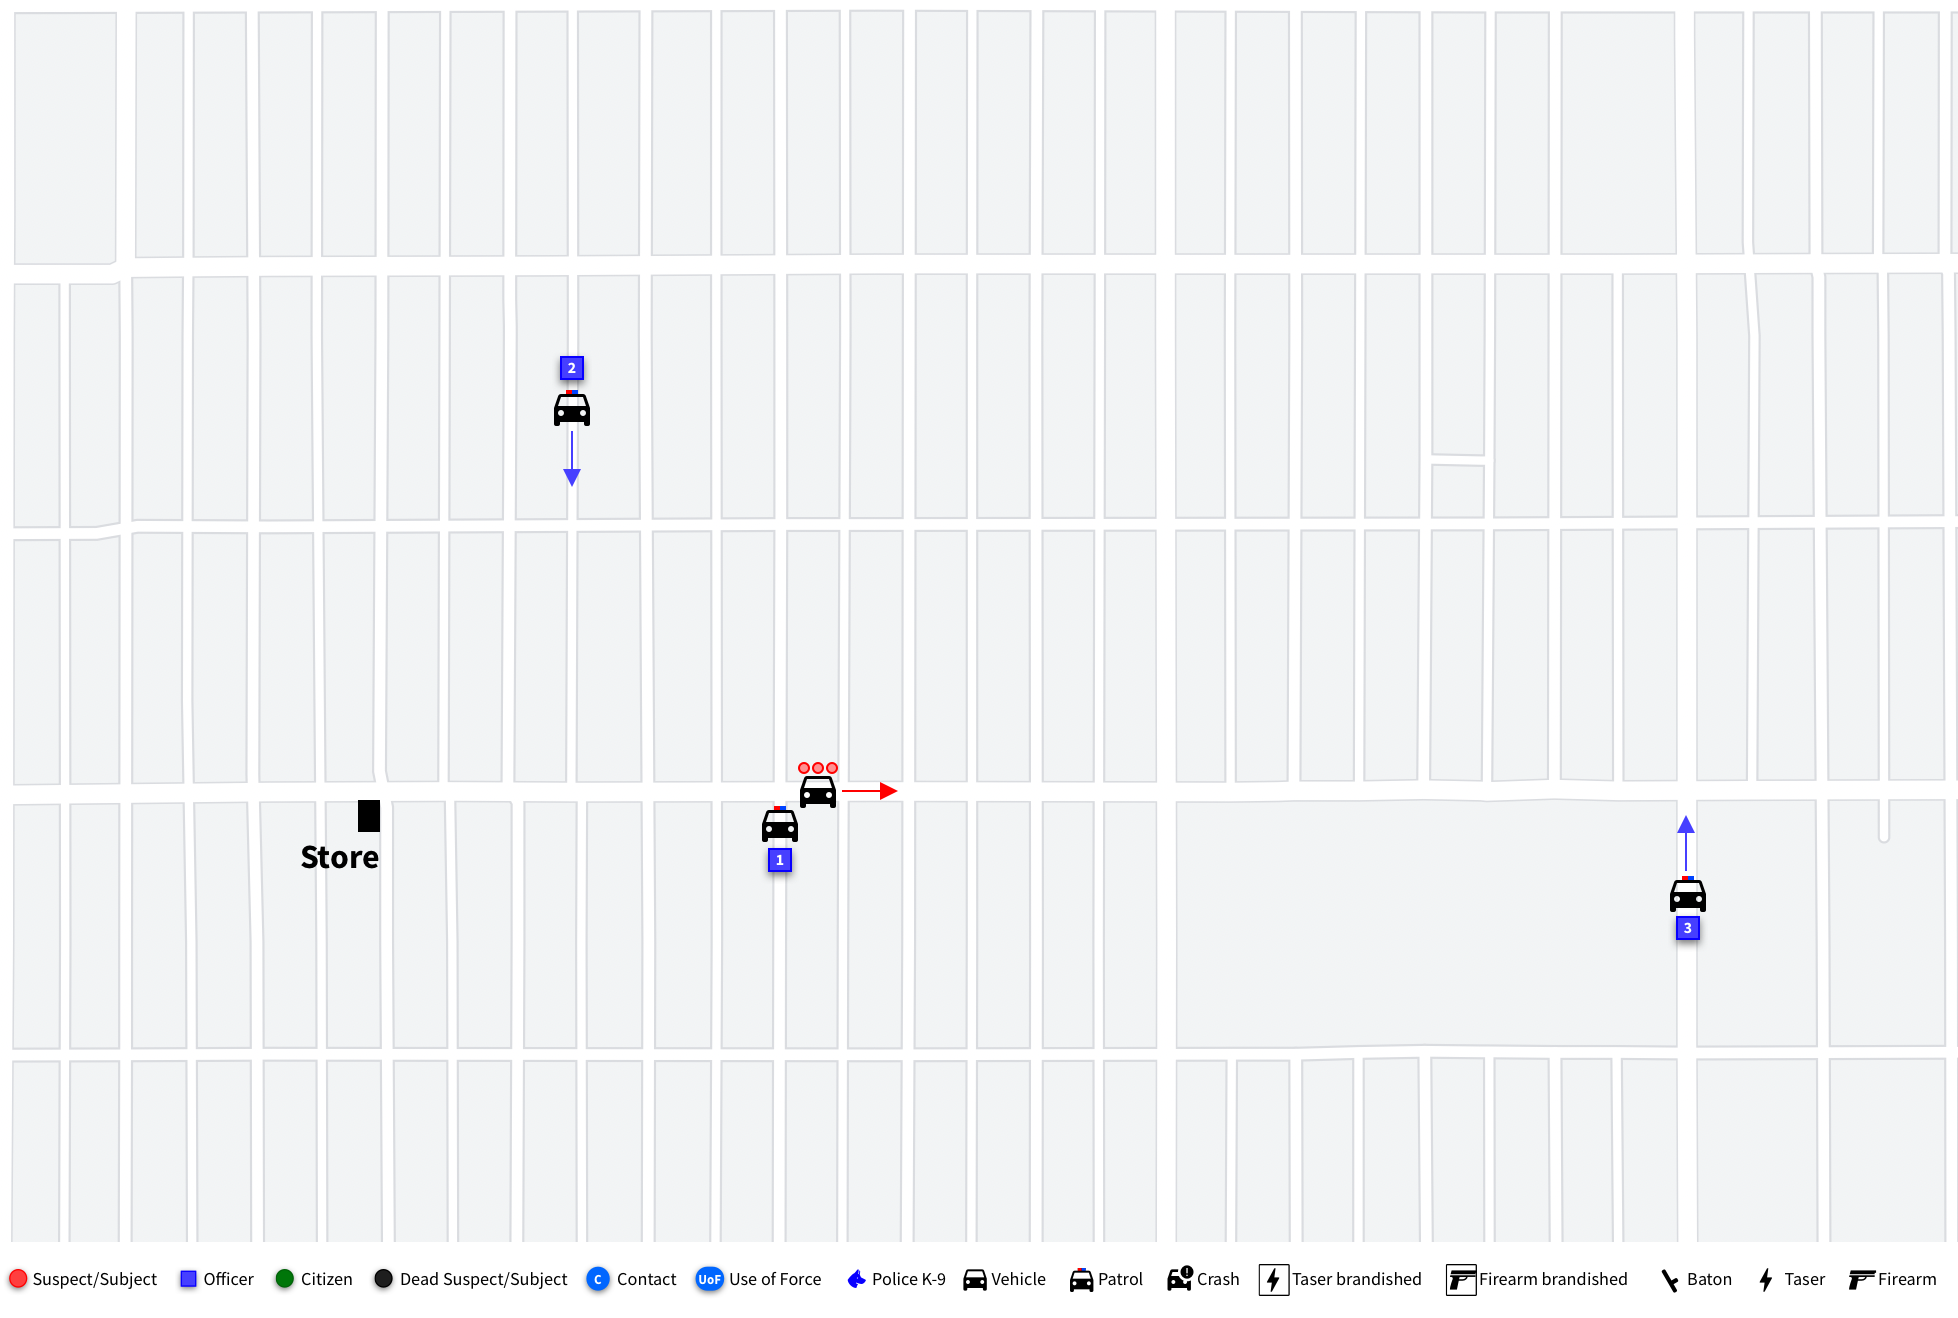 2
Store
1
3
Suspect/Subject Officer Citizen Dead Suspect/Subject C Contact UoF Use of Force Police K-9 Vehicle Patrol ! Crash Taser brandished Firearm brandished Baton Taser Firearm